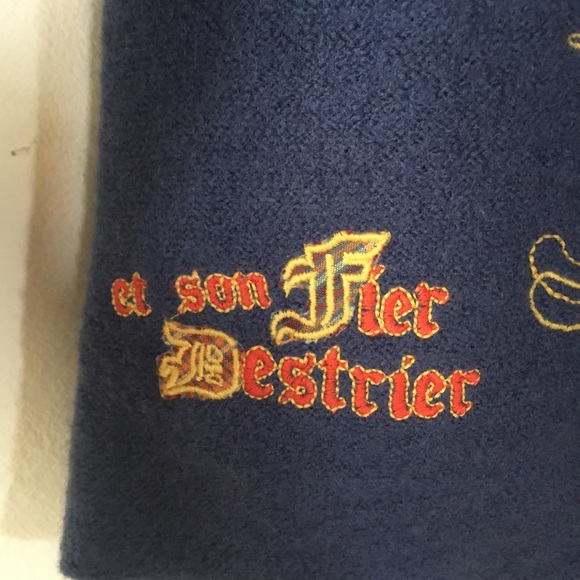 et son Fier
Destrier